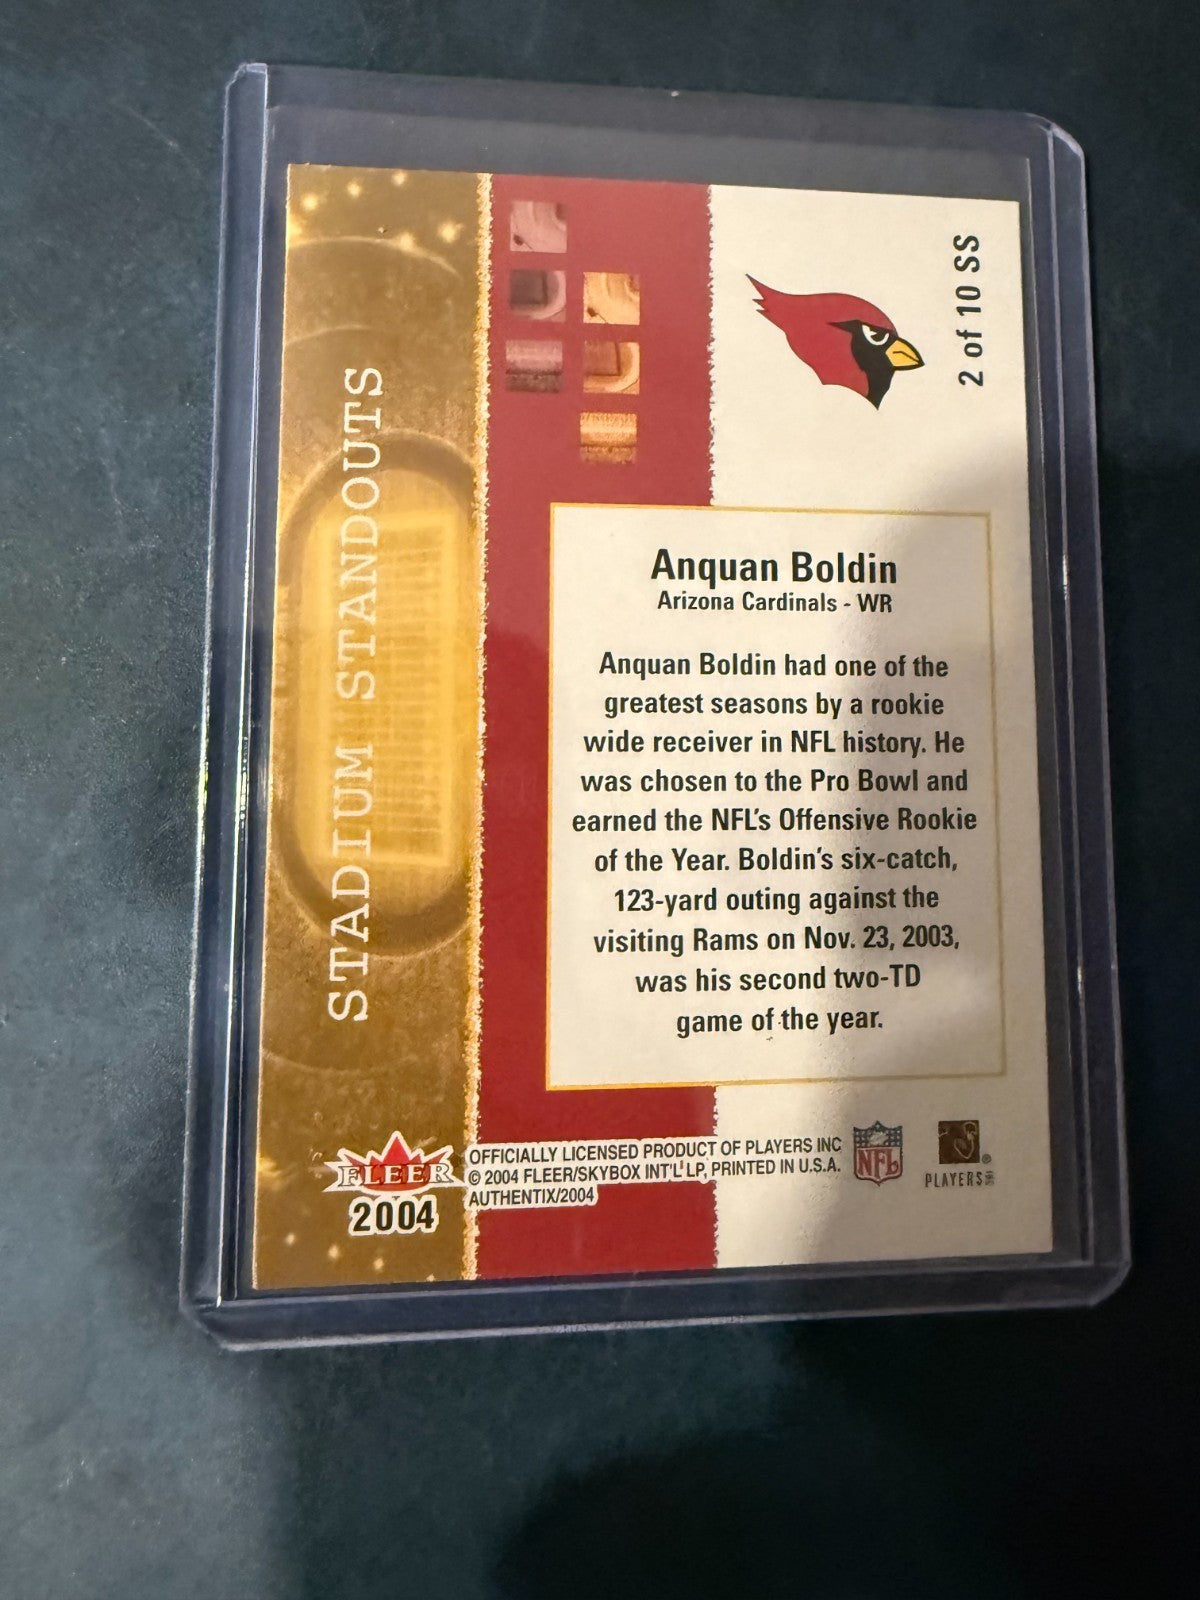 2 of 10 SS
STADIUM STANDOUTS
Anquan Boldin
Arizona Cardinals - WR
Anquan Boldin had one of the
greatest seasons by a rookie
wide receiver in NFL history. He
was chosen to the Pro Bowl and
earned the NFL's Offensive Rookie
of the Year. Boldin's six-catch,
123-yard outing against the
visiting Rams on Nov. 23, 2003,
was his second two-TD
game of the year.
FLEER
2004
OFFICIALLY LICENSED PRODUCT OF PLAYERS INC
© 2004 FLEER/SKYBOX INT'L LP, PRINTED IN U.S.A.
AUTHENTIX/2004
NFL
PLAYERS INC